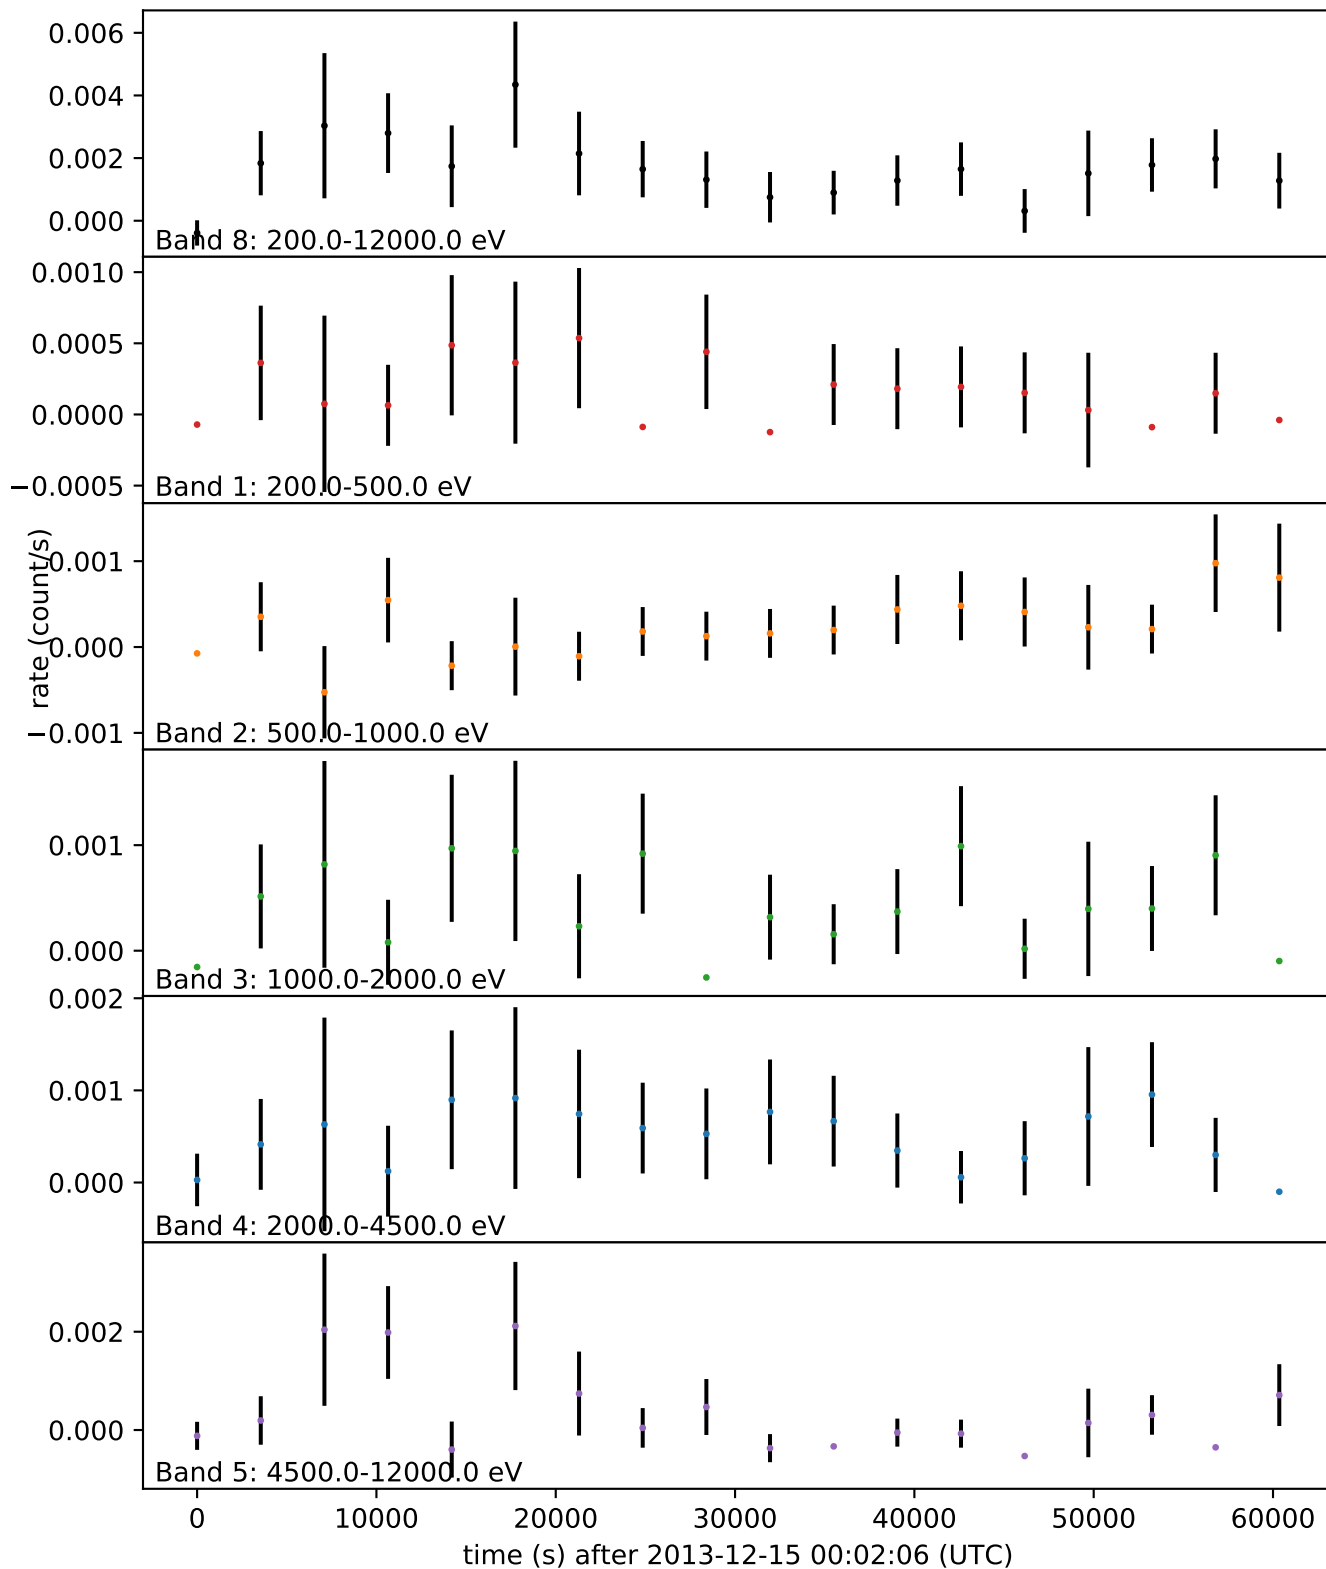 0.006
0.004
0.002
0.000
Band 8: 200.0-12000.0 eV
0.0010
0.0005
0.0000
−0.0005
Band 1: 200.0-500.0 eV
rate (count/s)
0.001
0.000
−0.001
Band 2: 500.0-1000.0 eV
0.001
0.000
Band 3: 1000.0-2000.0 eV
0.002
0.001
0.000
Band 4: 2000.0-4500.0 eV
0.002
0.000
Band 5: 4500.0-12000.0 eV
0 10000 20000 30000 40000 50000 60000
time (s) after 2013-12-15 00:02:06 (UTC)